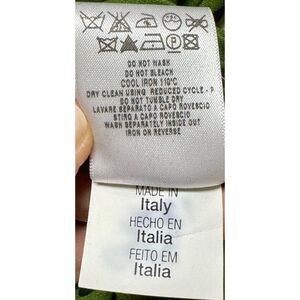 DO NOT WASH
DO NOT BLEACH
COOL IRON 110°C
DRY CLEAN USING REDUCED CYCLE - P
DO NOT TUMBLE DRY
LAVARE SEPARATO A CAPO ROVESCIO
STIRO A CAPO ROVESCIO
WASH SEPARATELY INSIDE OUT
IRON ON REVERSE
MADE IN
Italy
HECHO EN
Italia
FEITO EM
Italia